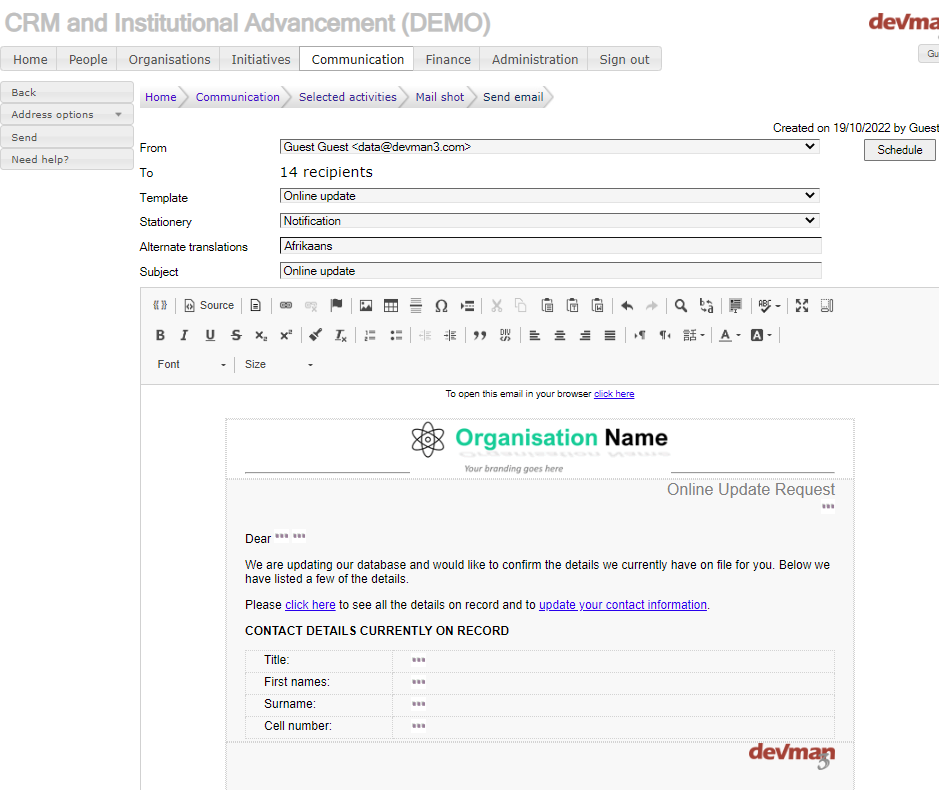 CRM and Institutional Advancement (DEMO)
devma
Home People Organisations Initiatives Communication Finance Administration Sign out
Gu
Back
Address options
Send
Need help?
Home Communication Selected activities Mail shot Send email
Created on 19/10/2022 by Guest
From Guest Guest <data@devman3.com>
Schedule
To 14 recipients
Template Online update
Stationery Notification
Alternate translations Afrikaans
Subject Online update
Source
Font Size
To open this email in your browser click here
Organisation Name
Your branding goes here
Online Update Request
Dear
We are updating our database and would like to confirm the details we currently have on file for you. Below we
have listed a few of the details.
Please click here to see all the details on record and to update your contact information.
CONTACT DETAILS CURRENTLY ON RECORD
Title:
First names:
Surname:
Cell number:
devman
3